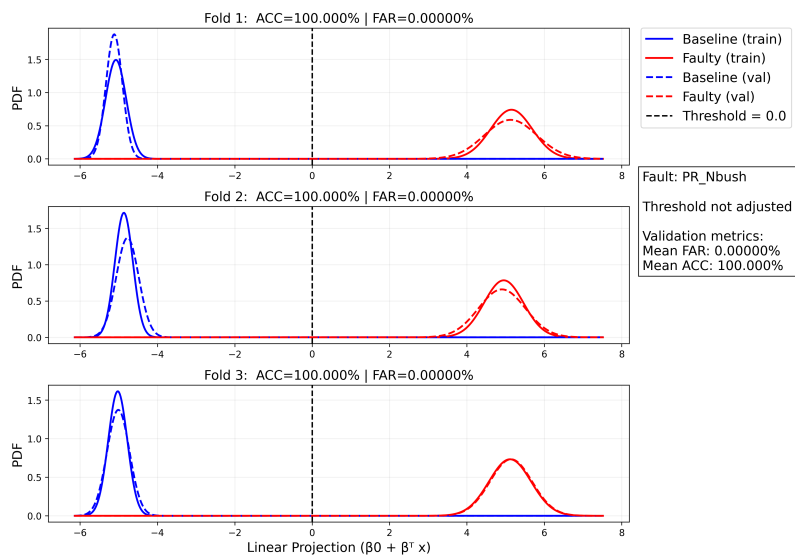 Fold 1:  ACC=100.000% | FAR=0.00000%
PDF
1.5
1.0
0.5
0.0
−6 −4 −2 0 2 4 6 8
Baseline (train)
Faulty (train)
Baseline (val)
Faulty (val)
Threshold = 0.0
Fault: PR_Nbush
Threshold not adjusted
Validation metrics:
Mean FAR: 0.00000%
Mean ACC: 100.000%
Fold 2:  ACC=100.000% | FAR=0.00000%
PDF
1.5
1.0
0.5
0.0
−6 −4 −2 0 2 4 6 8
Fold 3:  ACC=100.000% | FAR=0.00000%
PDF
1.5
1.0
0.5
0.0
−6 −4 −2 0 2 4 6 8
Linear Projection (β0 + βᵀ x)